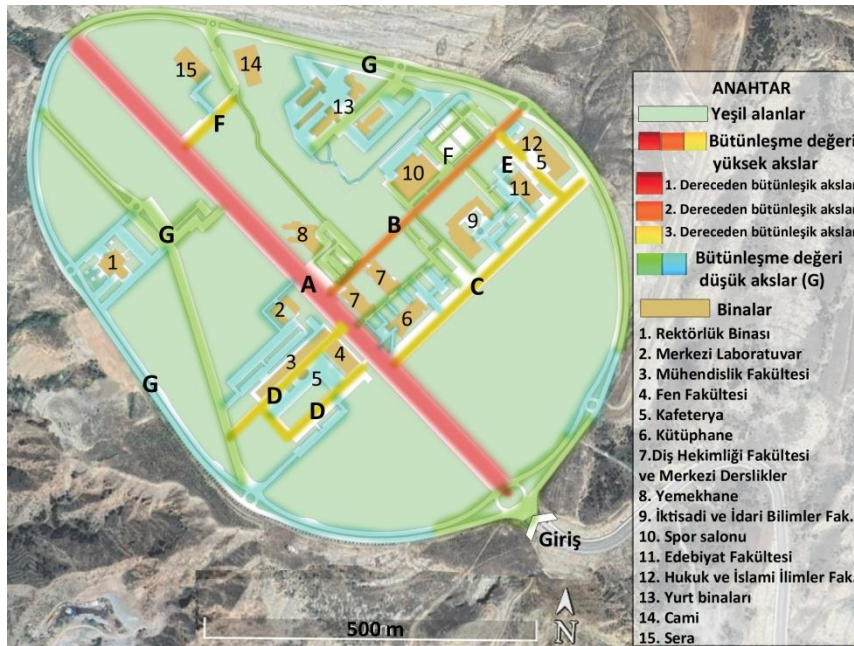 G
15
14
13
F
F
12
5
E
10
11
B
9
G
8
1
C
A
7
7
2
6
3
4
5
G
D
D
Giriş
500 m
N
ANAHTAR
Yeşil alanlar
Bütünleşme değeri
yüksek akslar
1. Dereceden bütünleşik akslar
2. Dereceden bütünleşik akslar
3. Dereceden bütünleşik akslar
Bütünleşme değeri
düşük akslar (G)
Binalar
1. Rektörlük Binası
2. Merkezi Laboratuvar
3. Mühendislik Fakültesi
4. Fen Fakültesi
5. Kafeterya
6. Kütüphane
7.Diş Hekimliği Fakültesi
ve Merkezi Derslikler
8. Yemekhane
9. İktisadi ve İdari Bilimler Fak.
10. Spor salonu
11. Edebiyat Fakültesi
12. Hukuk ve İslami İlimler Fak.
13. Yurt binaları
14. Cami
15. Sera